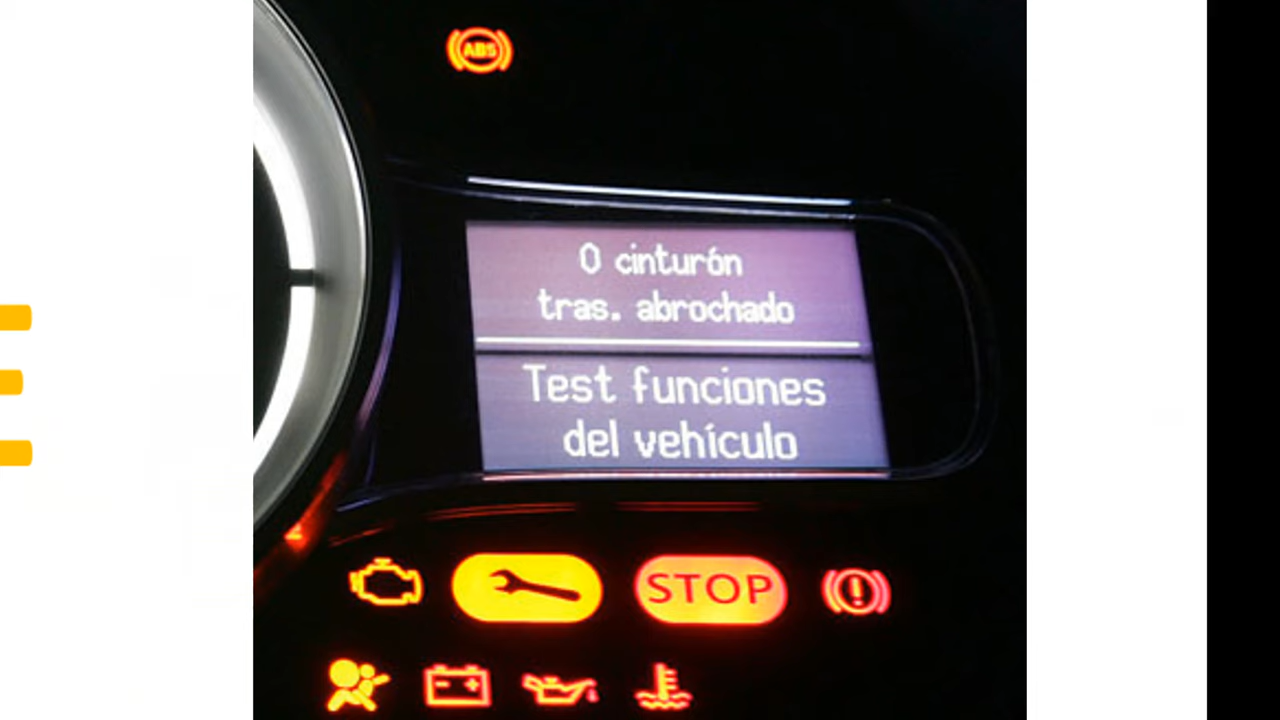 ABS
0 cinturón
tras. abrochado
Test funciones
del vehículo
STOP